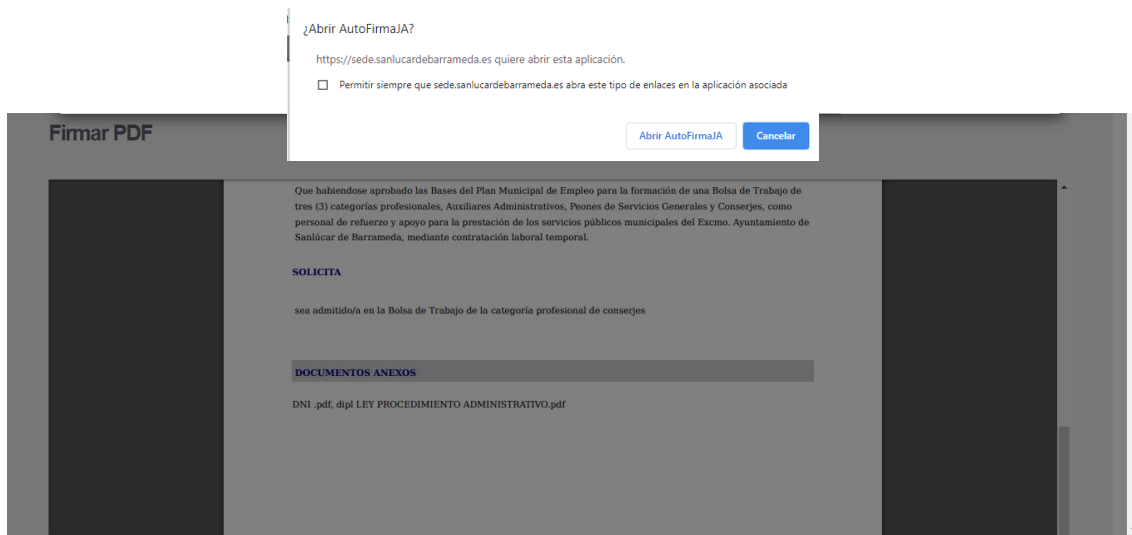 ¿Abrir AutoFirmaJA?
https://sede.sanlucardebarrameda.es quiere abrir esta aplicación.
Permitir siempre que sede.sanlucardebarrameda.es abra este tipo de enlaces en la aplicación asociada
Abrir AutoFirmaJA
Cancelar
Firmar PDF
Que habiendose aprobado las Bases del Plan Municipal de Empleo para la formación de una Bolsa de Trabajo de
tres (3) categorías profesionales, Auxiliares Administrativos, Peones de Servicios Generales y Conserjes, como
personal de refuerzo y apoyo para la prestación de los servicios públicos municipales del Excmo. Ayuntamiento de
Sanlúcar de Barrameda, mediante contratación laboral temporal.
SOLICITA
sea admitido/a en la Bolsa de Trabajo de la categoría profesional de conserjes
DOCUMENTOS ANEXOS
DNI .pdf, dipl LEY PROCEDIMIENTO ADMINISTRATIVO.pdf